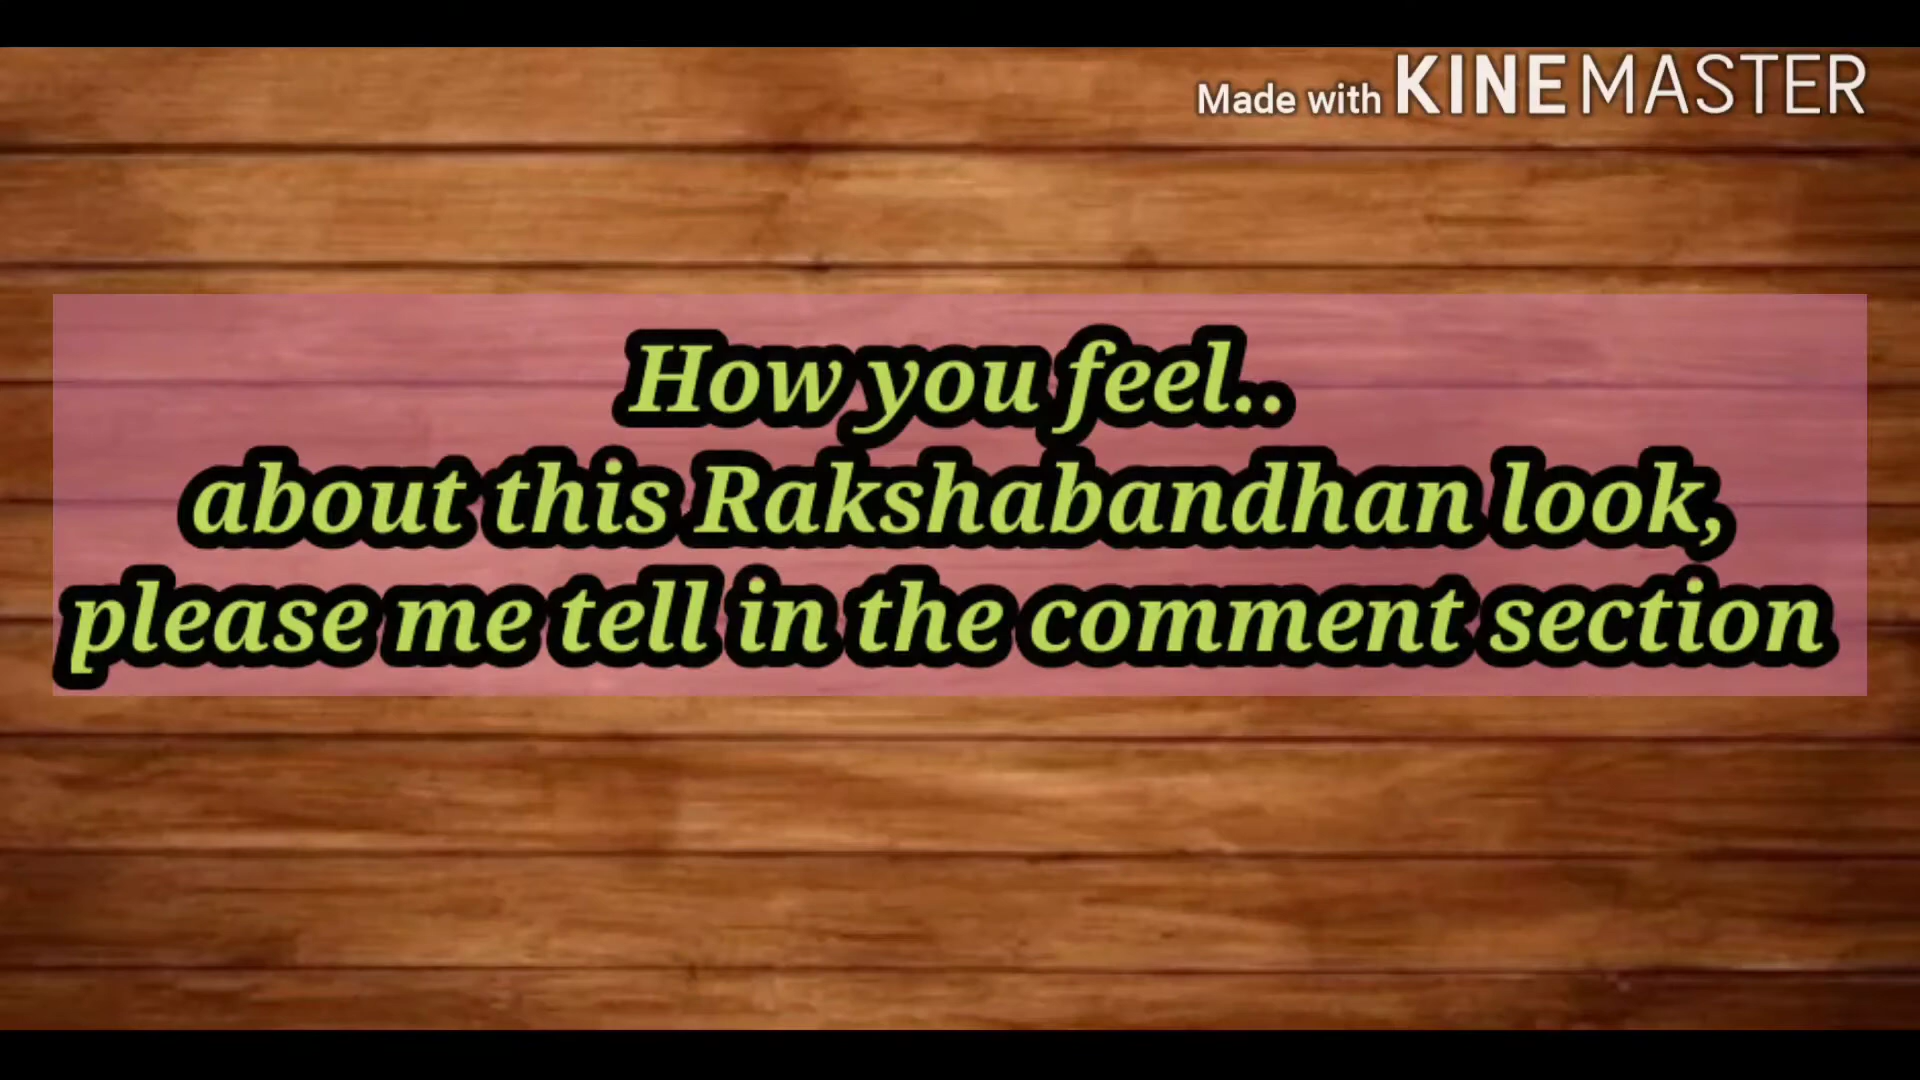 Made with KINEMASTER
How you feel..
about this Rakshabandhan look,
please me tell in the comment section